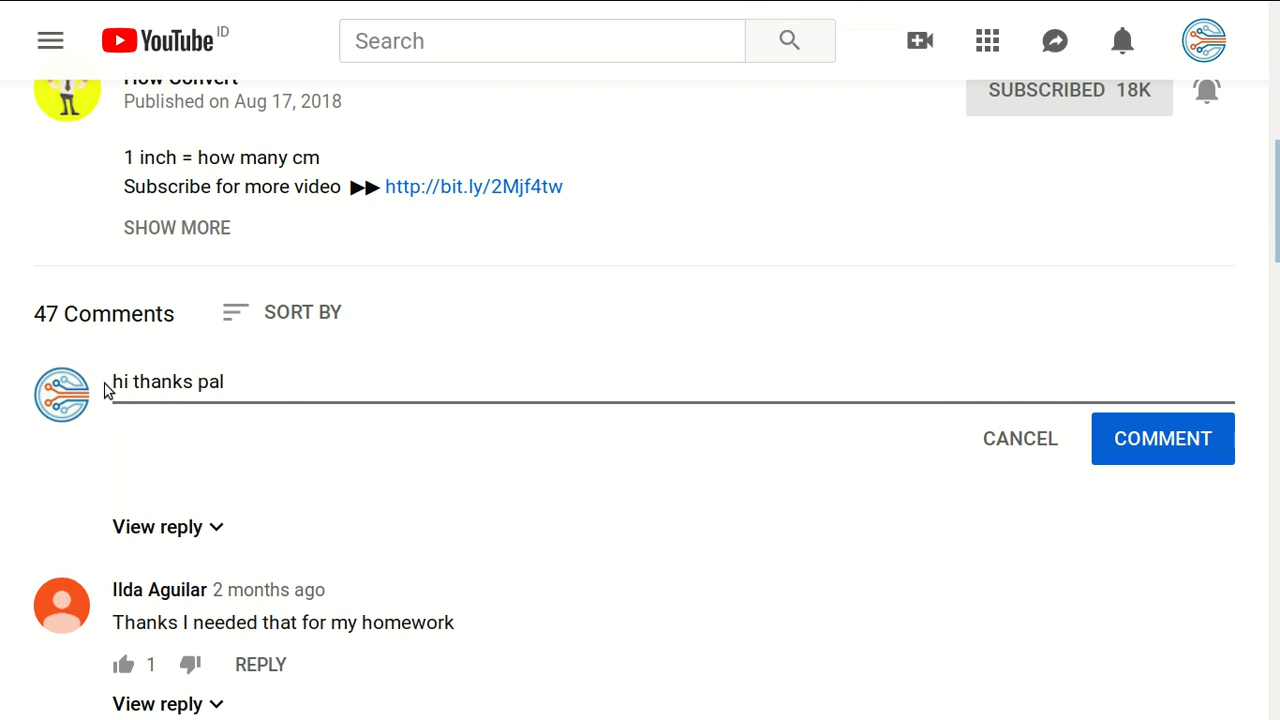 YouTube ID
Search
How Convert
Published on Aug 17, 2018
SUBSCRIBED 18K
1 inch = how many cm
Subscribe for more video ▶▶ http://bit.ly/2Mjf4tw
SHOW MORE
47 Comments
SORT BY
hi thanks pal
CANCEL
COMMENT
View reply
Ilda Aguilar 2 months ago
Thanks I needed that for my homework
1
REPLY
View reply